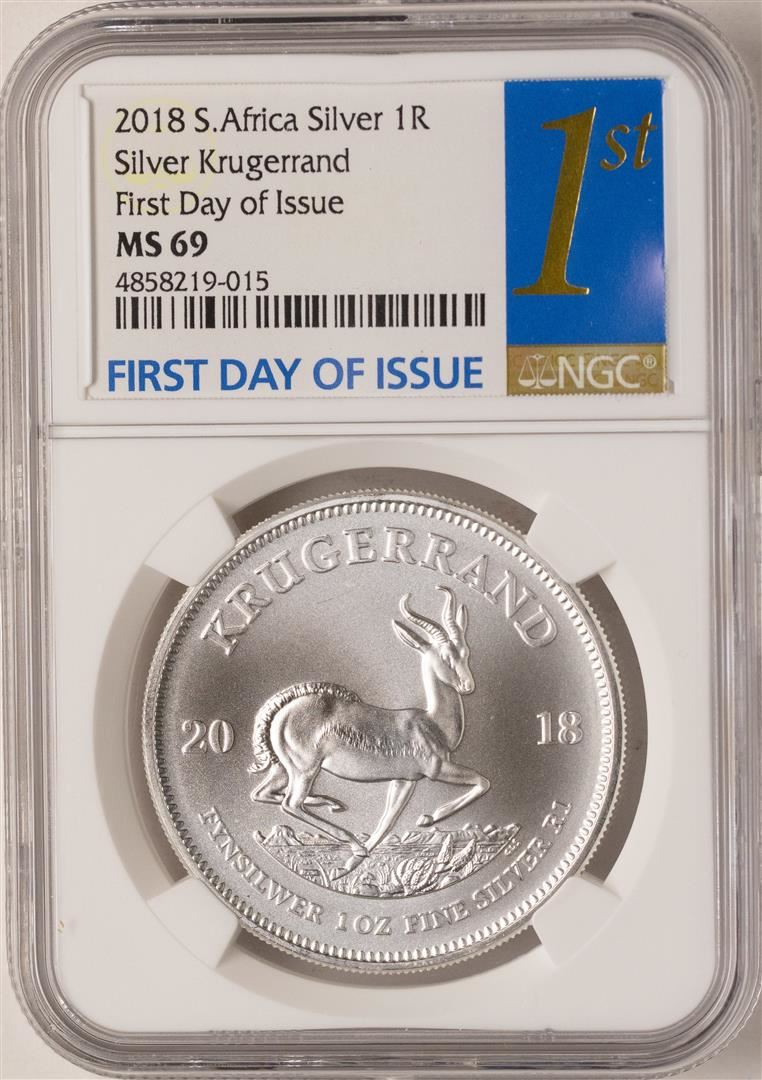 2018 S.Africa Silver 1R
Silver Krugerrand
First Day of Issue
MS 69
4858219-015
FIRST DAY OF ISSUE
1st
NGC®
KRUGERRAND
20 18
FYNSILWER 1 OZ FINE SILVER R1